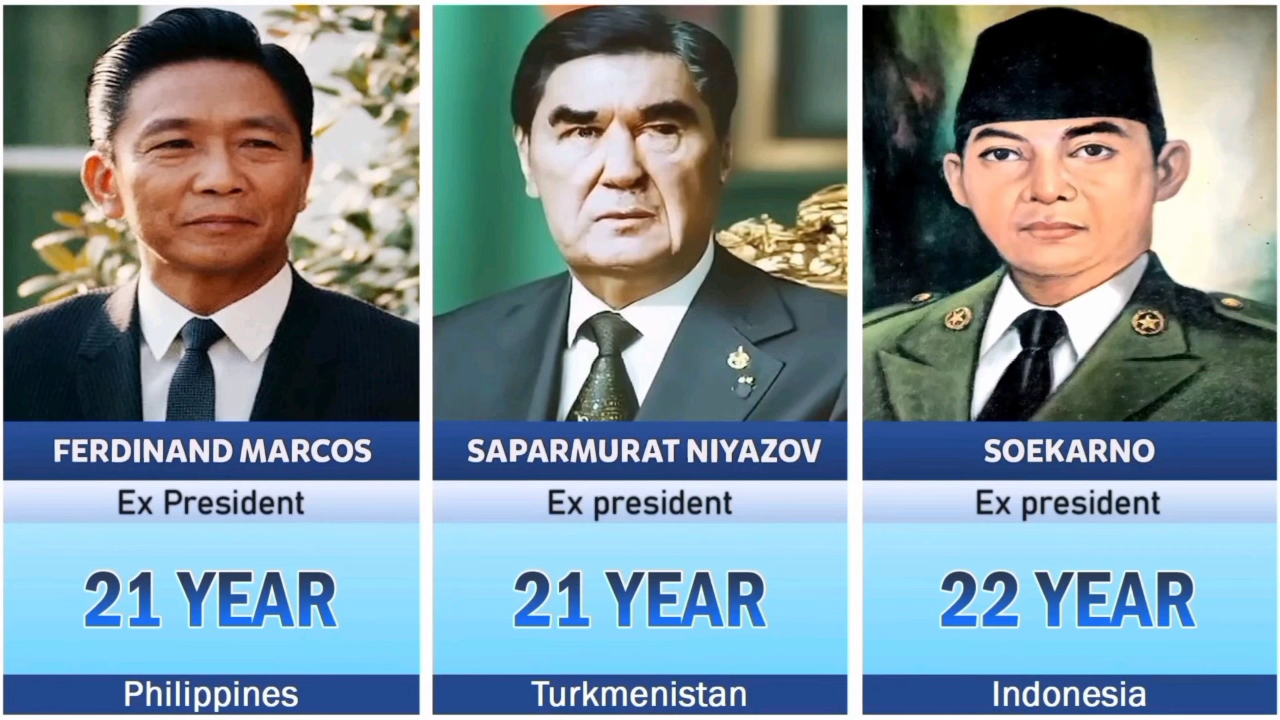 FERDINAND MARCOS
Ex President
21 YEAR
Philippines
SAPARMURAT NIYAZOV
Ex president
21 YEAR
Turkmenistan
SOEKARNO
Ex president
22 YEAR
Indonesia